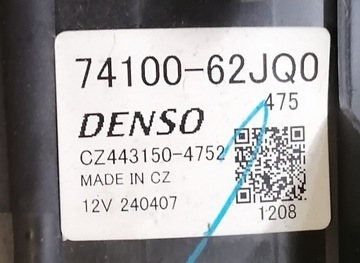 74100-62JQ0
475
DENSO
CZ443150-4752
MADE IN CZ
12V 240407
1208